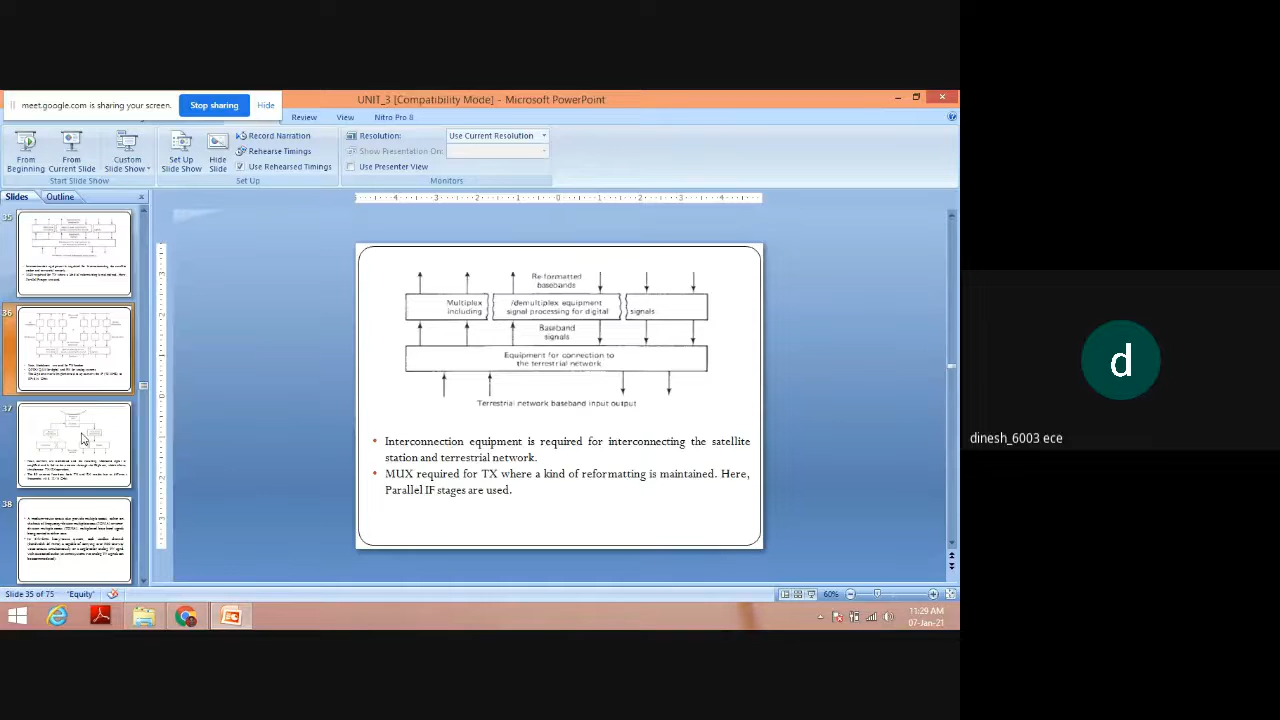 meet.google.com is sharing your screen.
Stop sharing
Hide
UNIT_3 [Compatibility Mode] - Microsoft PowerPoint
Review
View
Nitro Pro 8
From Beginning
From Current Slide
Custom Slide Show
Start Slide Show
Set Up Slide Show
Hide Slide
Record Narration
Rehearse Timings
Use Rehearsed Timings
Set Up
Resolution:
Use Current Resolution
Show Presentation On:
Use Presenter View
Monitors
Slides
Outline
35
36
37
38
Re-formatted
basebands
Multiplex
including
/demultiplex equipment
signal processing for digital
signals
Baseband
signals
Equipment for connection to
the terrestrial network
Terrestrial network baseband input output
• Interconnection equipment is required for interconnecting the satellite
station and terrestrial network.
• MUX required for TX where a kind of reformatting is maintained. Here,
Parallel IF stages are used.
Slide 35 of 75
"Equity"
60%
11:29 AM
07-Jan-21
d
dinesh_6003 ece